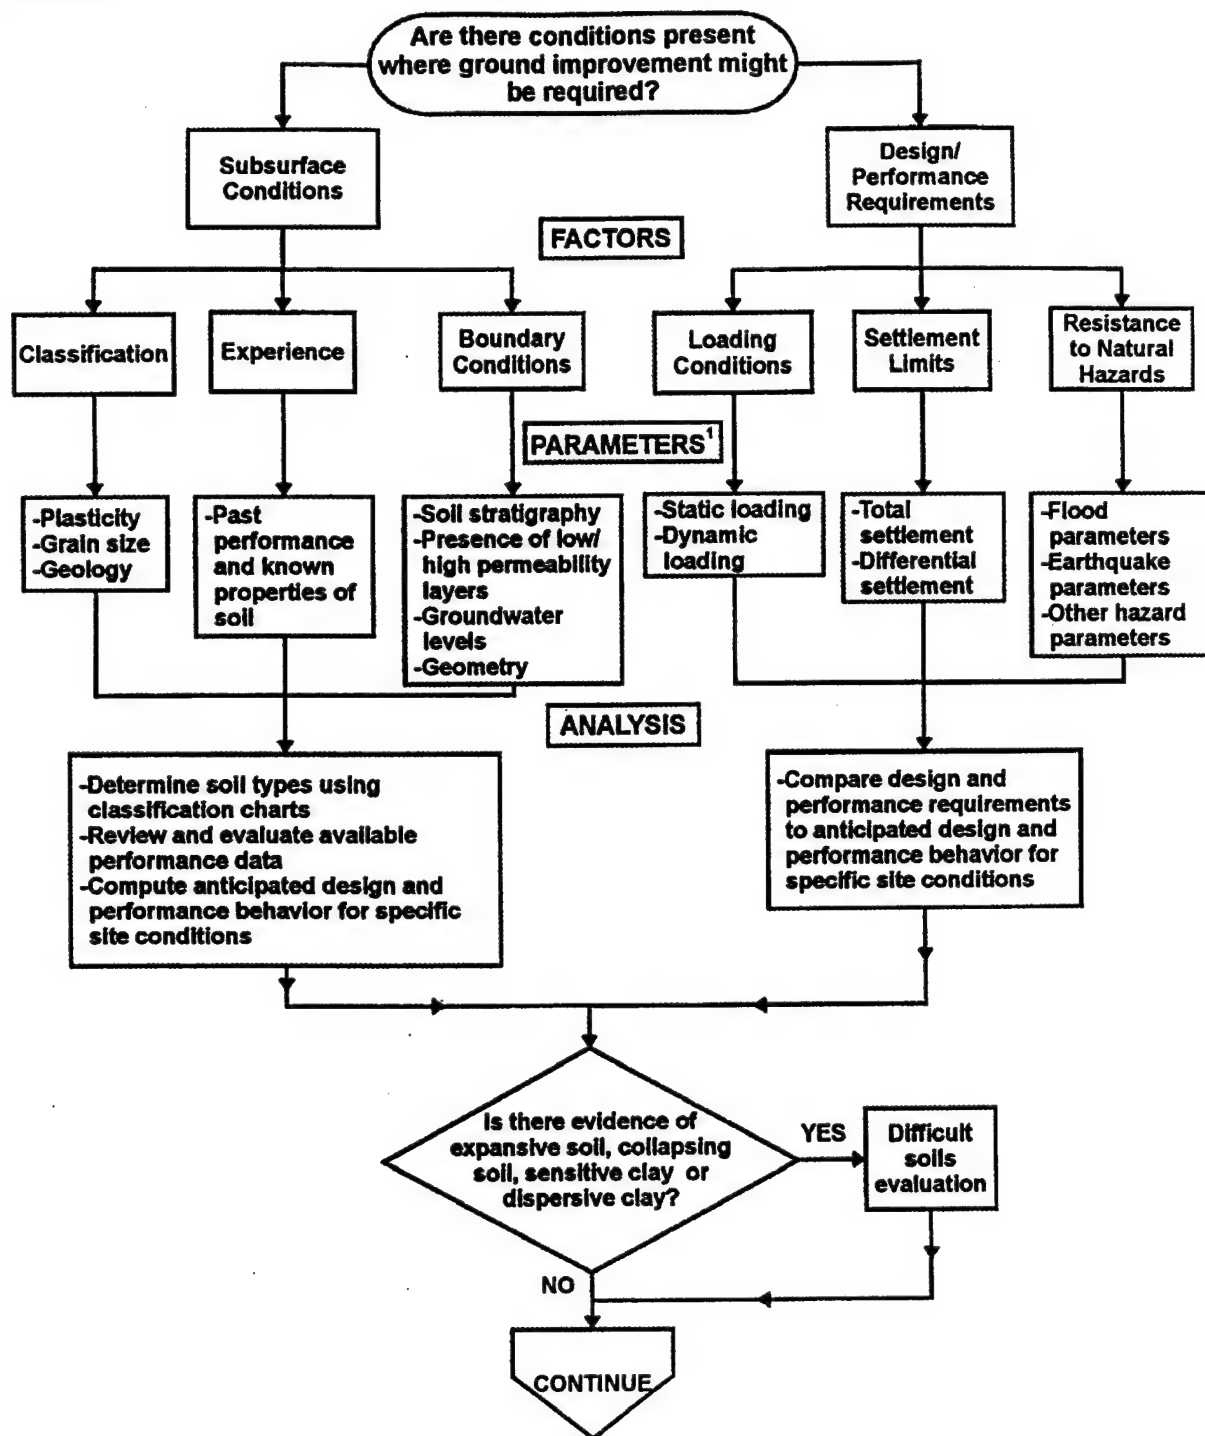 Are there conditions present
where ground improvement might
be required?
Subsurface
Conditions
Design/
Performance
Requirements
FACTORS
Classification
Experience
Boundary
Conditions
Loading
Conditions
Settlement
Limits
Resistance
to Natural
Hazards
PARAMETERS¹
-Plasticity
-Grain size
-Geology
-Past
performance
and known
properties of
soil
-Soil stratigraphy
-Presence of low/
high permeability
layers
-Groundwater
levels
-Geometry
-Static loading
-Dynamic
loading
-Total
settlement
-Differential
settlement
-Flood
parameters
-Earthquake
parameters
-Other hazard
parameters
ANALYSIS
-Determine soil types using
classification charts
-Review and evaluate available
performance data
-Compute anticipated design and
performance behavior for specific
site conditions
-Compare design and
performance requirements
to anticipated design and
performance behavior for
specific site conditions
Is there evidence of
expansive soil, collapsing
soil, sensitive clay or
dispersive clay?
YES
Difficult
soils
evaluation
NO
CONTINUE